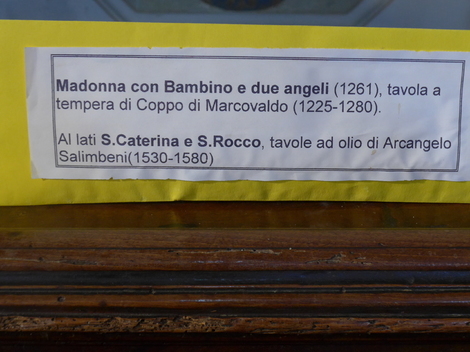 Madonna con Bambino e due angeli (1261), tavola a
tempera di Coppo di Marcovaldo (1225-1280).
Al lati S.Caterina e S.Rocco, tavole ad olio di Arcangelo
Salimbeni(1530-1580)